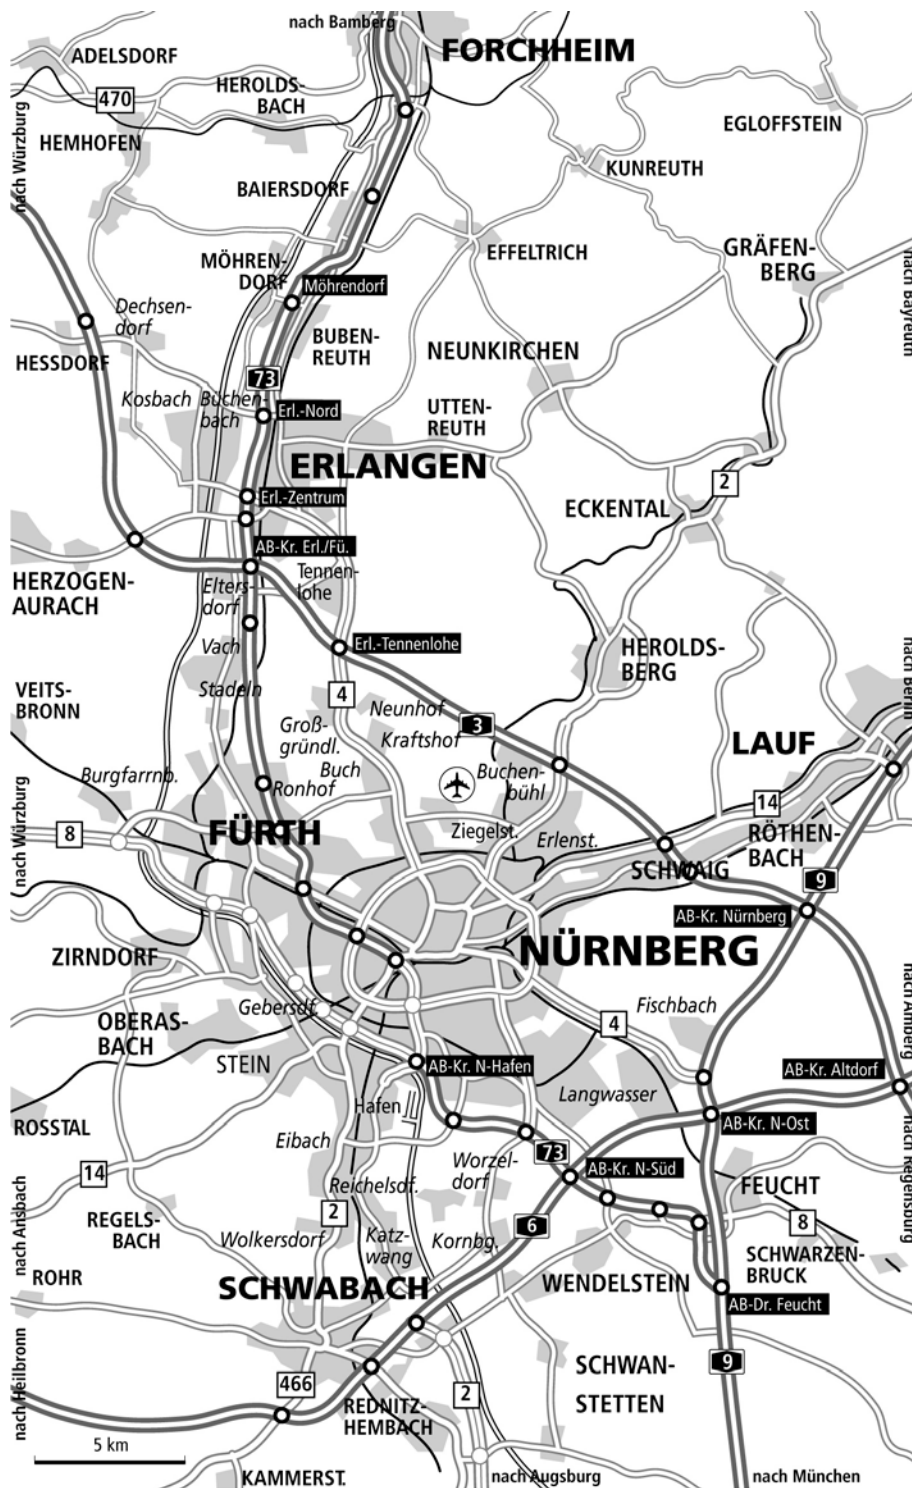 nach Bamberg
FORCHHEIM
ADELSDORF
HEROLDS-
BACH
470
EGLOFFSTEIN
HEMHOFEN
nach Würzburg
KUNREUTH
BAIERSDORF
GRÄFEN-
BERG
EFFELTRICH
MÖHREN-
DORF
Möhrendorf
nach Bayreuth
Dechsen-
dorf
BUBEN-
REUTH
NEUNKIRCHEN
HESSDORF
73
Kosbach
Büchen-
bach
Erl.-Nord
UTTEN-
REUTH
ERLANGEN
2
Erl.-Zentrum
ECKENTAL
AB-Kr. Erl./Fü.
HERZOGEN-
AURACH
Tennen-
lohe
Elters-
dorf
Vach
Erl.-Tennenlohe
HEROLDS-
BERG
nach Berlin
VEITS-
BRONN
Stadeln
4
Neunhof
3
Groß-
gründl.
Kraftshof
LAUF
Burgfarrnb.
Buch
Ronhof
Buchen-
bühl
14
nach Würzburg
8
FÜRTH
Ziegelst.
Erlenst.
RÖTHEN-
BACH
SCHWAIG
9
AB-Kr. Nürnberg
NÜRNBERG
ZIRNDORF
Gebersdf.
Fischbach
4
OBERAS-
BACH
nach Amberg
STEIN
AB-Kr. N-Hafen
AB-Kr. Altdorf
Hafen
Langwasser
AB-Kr. N-Ost
ROSSTAL
Eibach
73
14
Worzel-
dorf
AB-Kr. N-Süd
nach Regensburg
Reichelsdf.
FEUCHT
nach Ansbach
2
6
8
REGELS-
BACH
Wolkersdorf
Katz-
wang
Kornbg.
SCHWARZEN-
BRUCK
ROHR
SCHWABACH
WENDELSTEIN
AB-Dr. Feucht
nach Heilbronn
9
SCHWAN-
STETTEN
466
2
REDNITZ-
HEMBACH
5 km
KAMMERST.
nach Augsburg
nach München